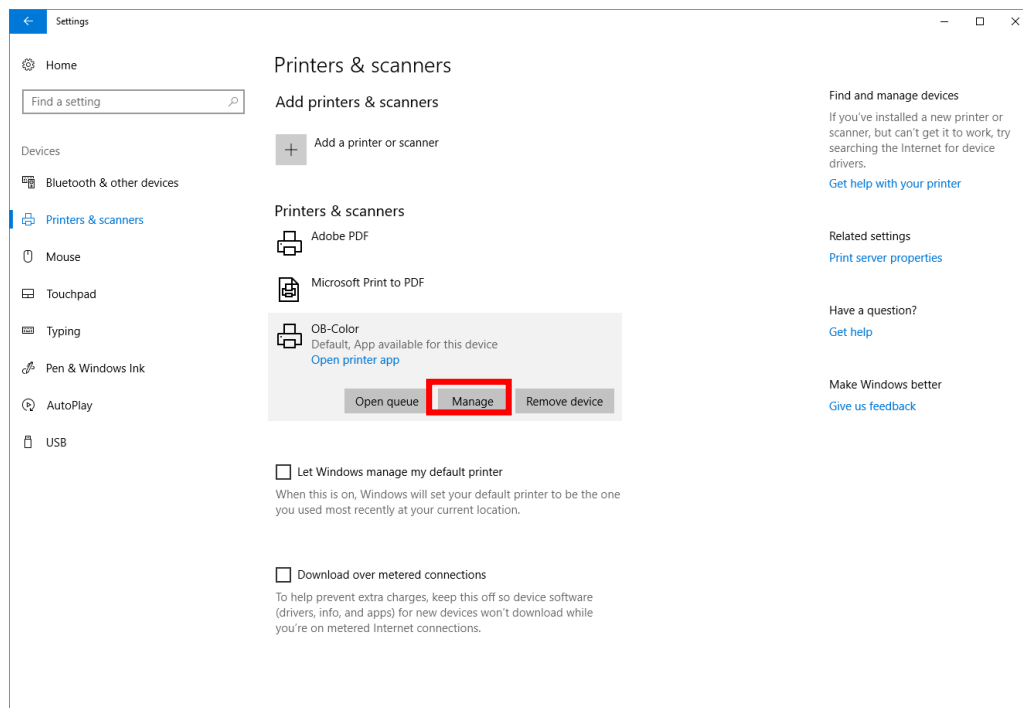 Settings
Home
Find a setting
Devices
Bluetooth & other devices
Printers & scanners
Mouse
Touchpad
Typing
Pen & Windows Ink
AutoPlay
USB
Printers & scanners
Add printers & scanners
Add a printer or scanner
Printers & scanners
Adobe PDF
Microsoft Print to PDF
OB-Color
Default, App available for this device
Open printer app
Open queue
Manage
Remove device
Let Windows manage my default printer
When this is on, Windows will set your default printer to be the one
you used most recently at your current location.
Download over metered connections
To help prevent extra charges, keep this off so device software
(drivers, info, and apps) for new devices won't download while
you're on metered Internet connections.
Find and manage devices
If you've installed a new printer or
scanner, but can't get it to work, try
searching the Internet for device
drivers.
Get help with your printer
Related settings
Print server properties
Have a question?
Get help
Make Windows better
Give us feedback